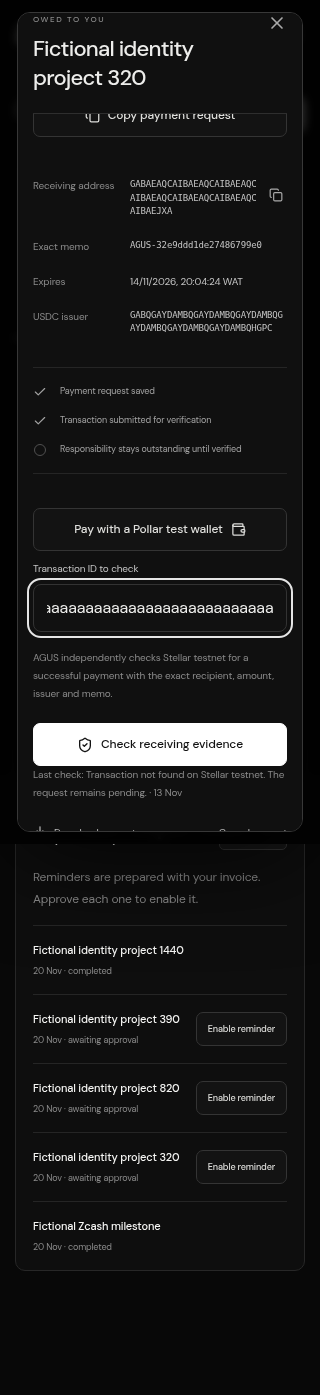 OWED TO YOU
Fictional identity
project 320
Copy payment request
Receiving address
GABAEAQCAIBAEAQCAIBAEAQC
AIBAEAQCAIBAEAQCAIBAEAQC
AIBAEJXA
Exact memo
AGUS-32e9ddd1de27486799e0
Expires
14/11/2026, 20:04:24 WAT
USDC issuer
GABQGAYDAMBQGAYDAMBQGAYDAMBQG
AYDAMBQGAYDAMBQGAYDAMBQHGPC
Payment request saved
Transaction submitted for verification
Responsibility stays outstanding until verified
Pay with a Pollar test wallet
Transaction ID to check
aaaaaaaaaaaaaaaaaaaaaaaaaaa
AGUS independently checks Stellar testnet for a
successful payment with the exact recipient, amount,
issuer and memo.
Check receiving evidence
Last check: Transaction not found on Stellar testnet. The
request remains pending. · 13 Nov
Reminders are prepared with your invoice.
Approve each one to enable it.
Fictional identity project 1440
20 Nov · completed
Fictional identity project 390
20 Nov · awaiting approval
Enable reminder
Fictional identity project 820
20 Nov · awaiting approval
Enable reminder
Fictional identity project 320
20 Nov · awaiting approval
Enable reminder
Fictional Zcash milestone
20 Nov · completed